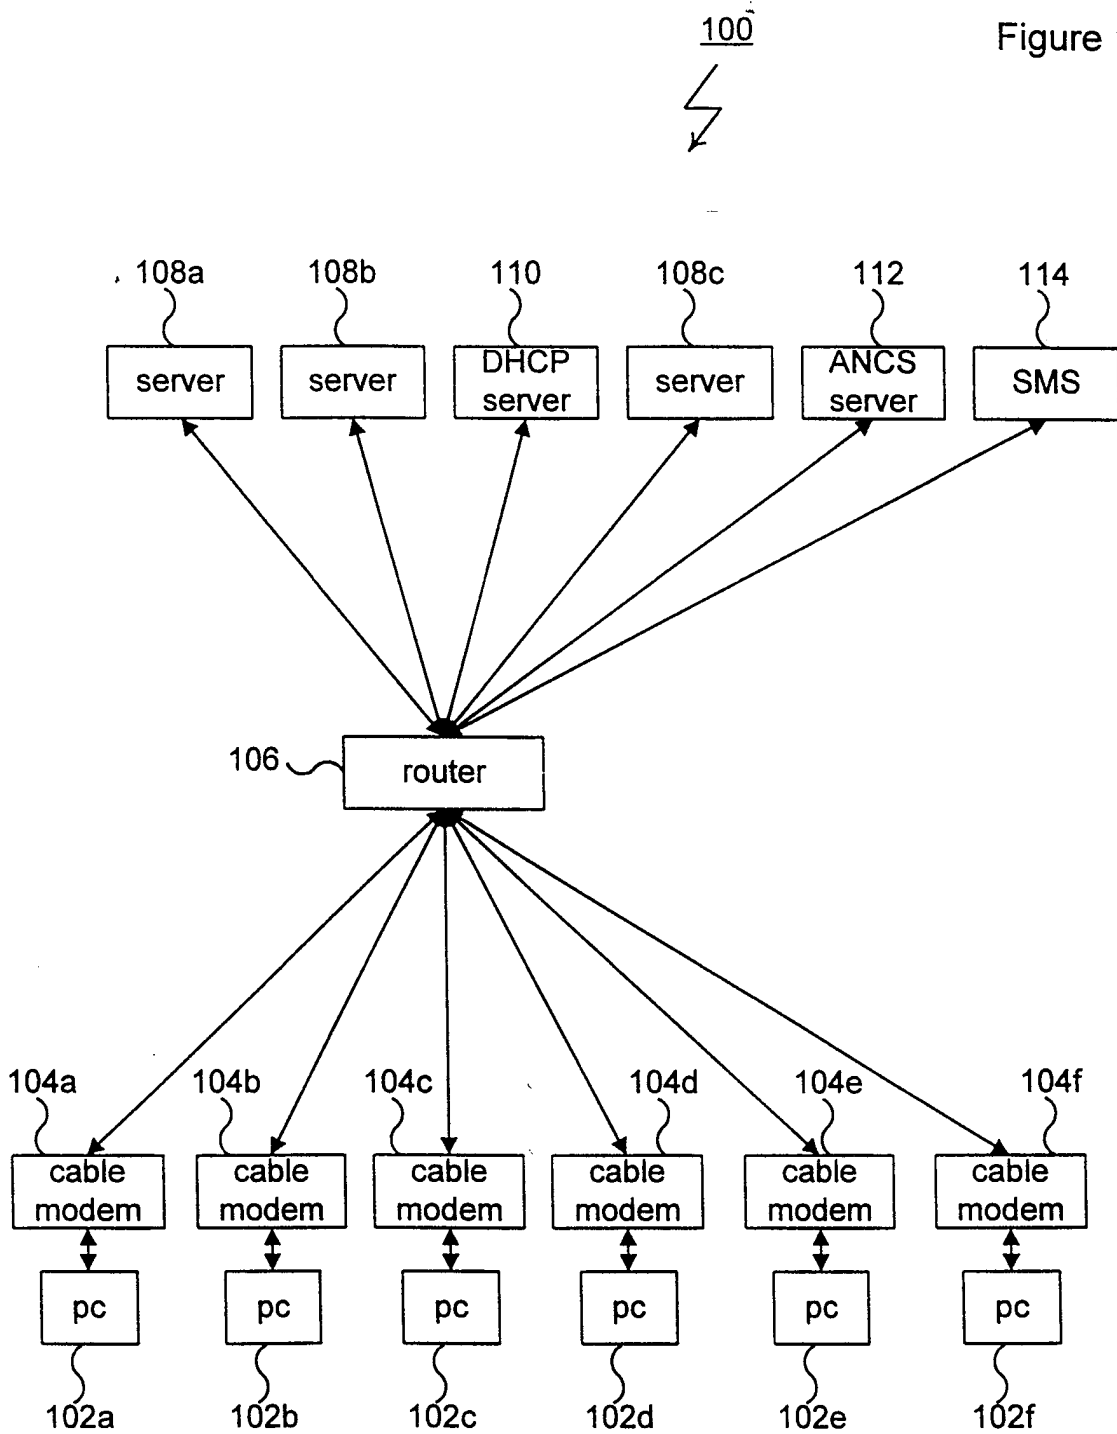 100
Figure
108a 108b 110 108c 112 114
server server DHCP server server ANCS server SMS
106 router
104a 104b 104c 104d 104e 104f
cable modem cable modem cable modem cable modem cable modem cable modem
pc pc pc pc pc pc
102a 102b 102c 102d 102e 102f